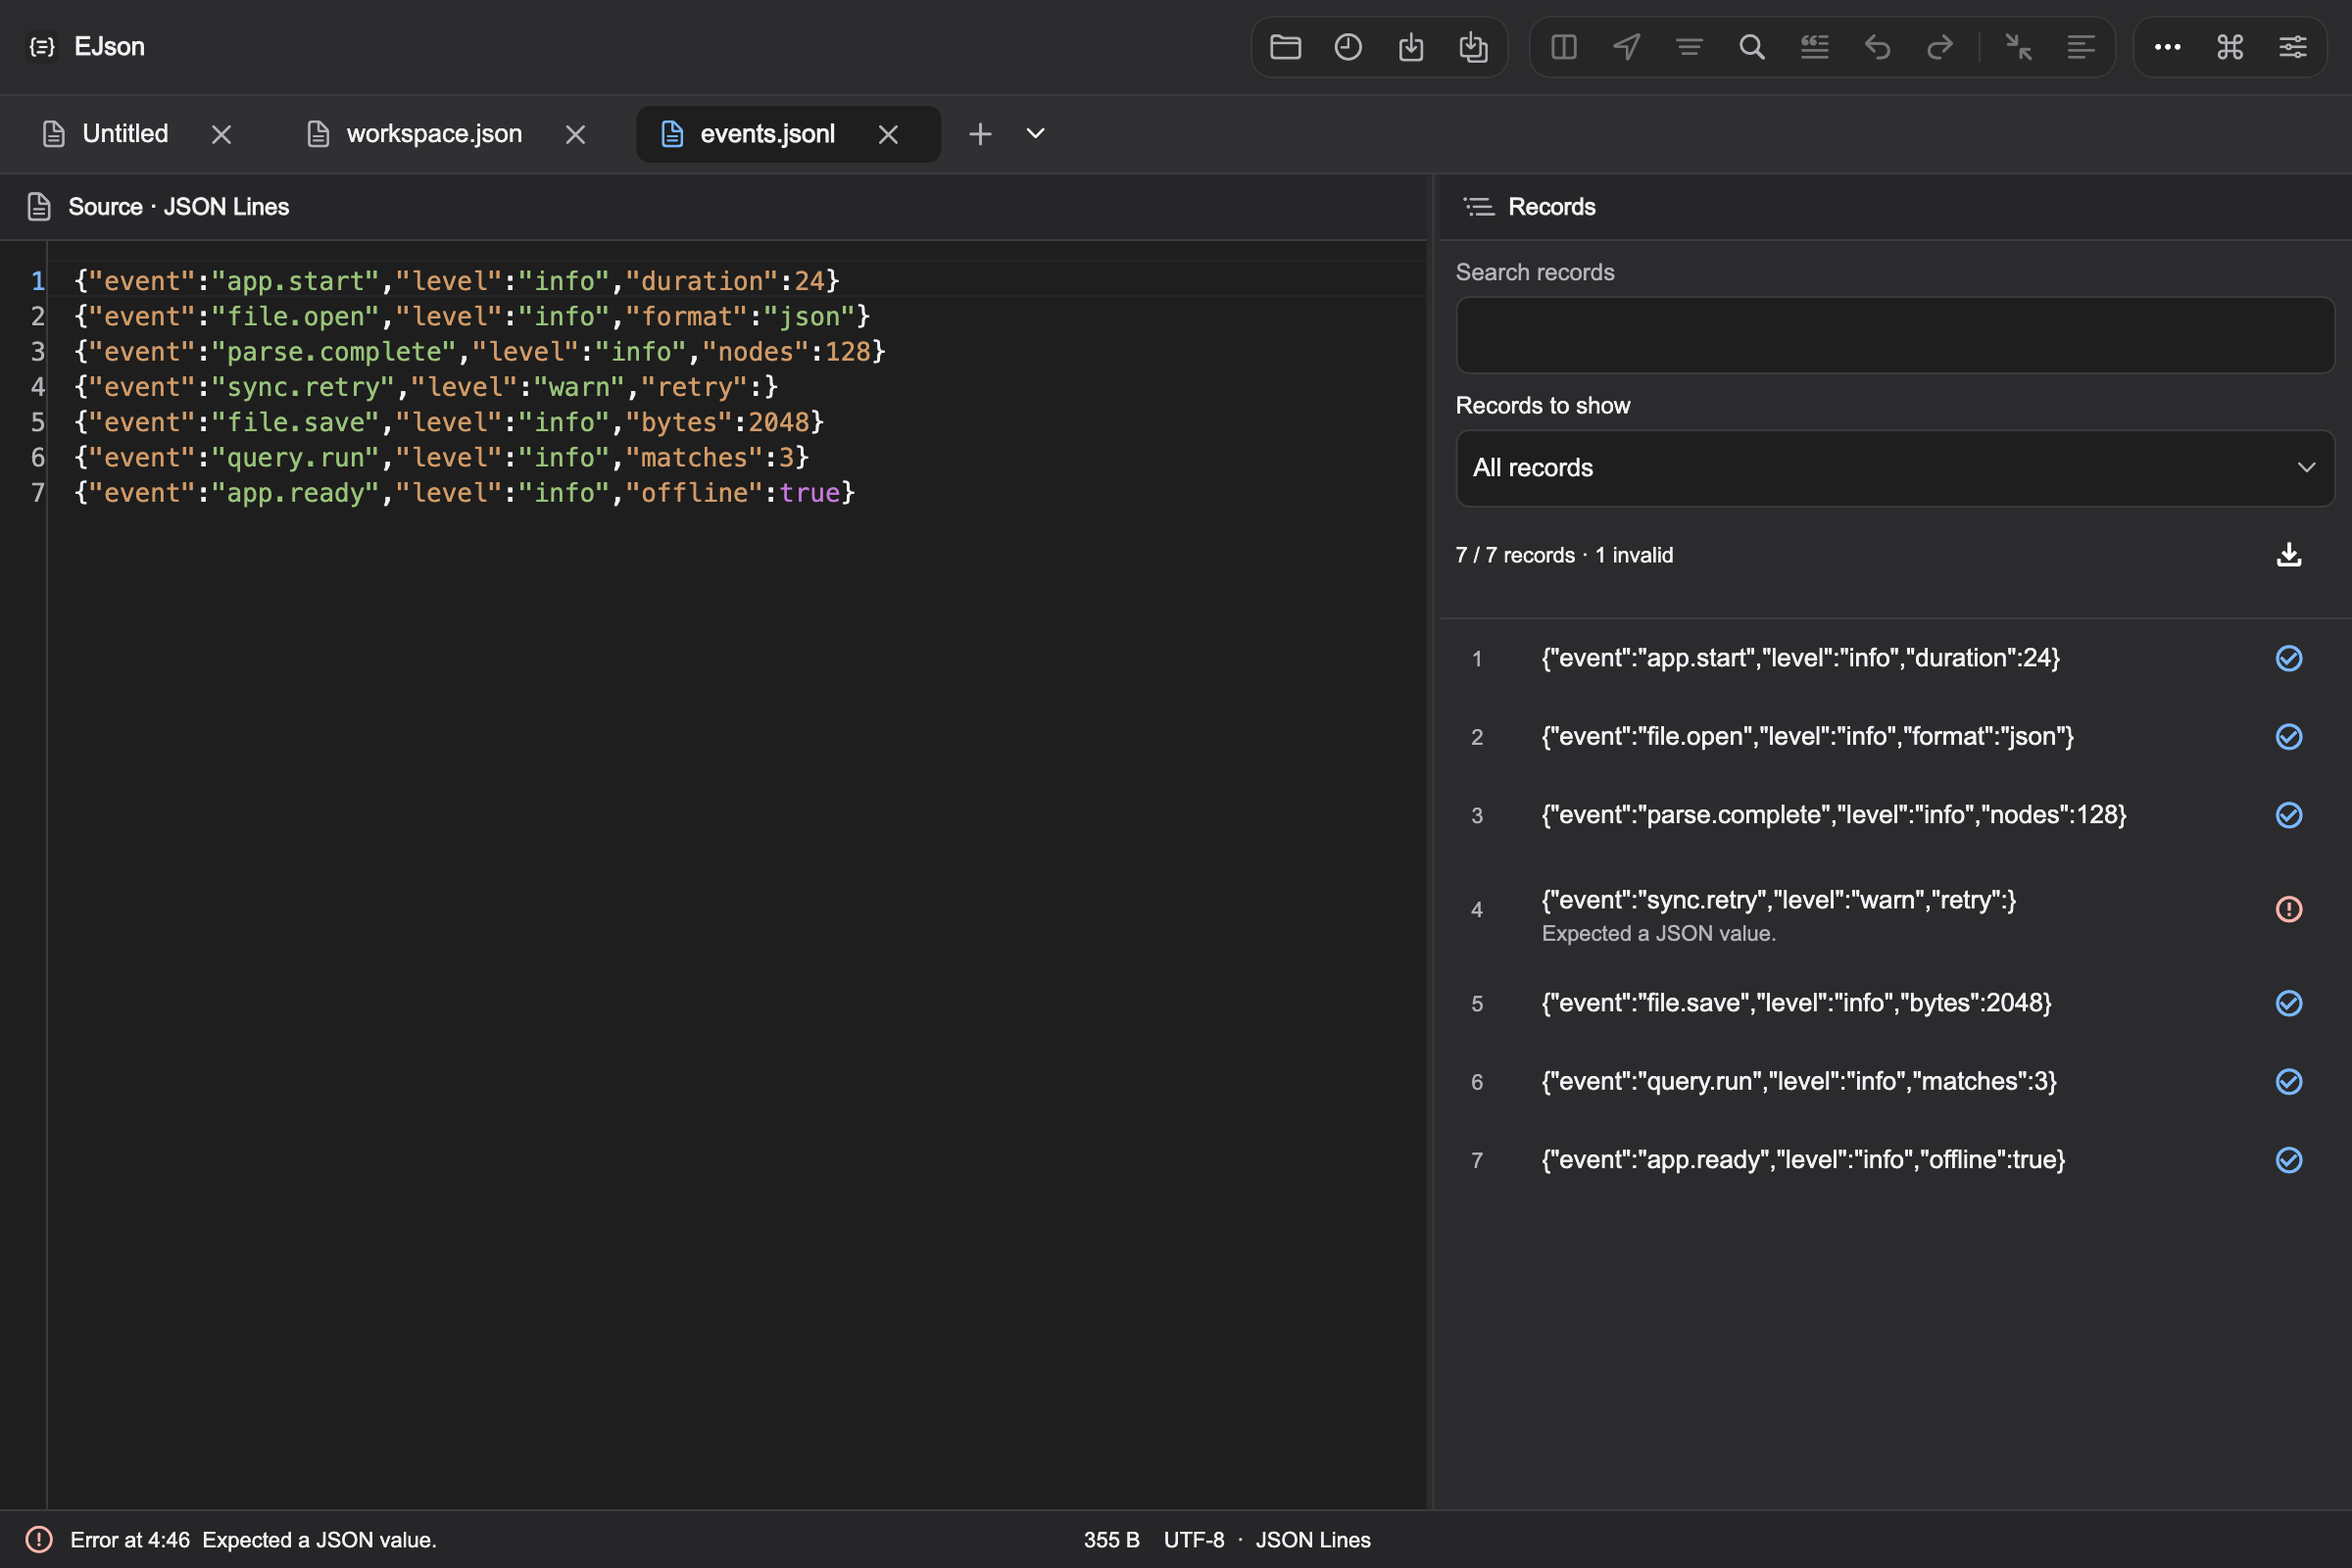 EJson
Untitled
workspace.json
events.jsonl
Source · JSON Lines
1 {"event":"app.start","level":"info","duration":24}
2 {"event":"file.open","level":"info","format":"json"}
3 {"event":"parse.complete","level":"info","nodes":128}
4 {"event":"sync.retry","level":"warn","retry":}
5 {"event":"file.save","level":"info","bytes":2048}
6 {"event":"query.run","level":"info","matches":3}
7 {"event":"app.ready","level":"info","offline":true}
Records
Search records
Records to show
All records
7 / 7 records · 1 invalid
1 {"event":"app.start","level":"info","duration":24}
2 {"event":"file.open","level":"info","format":"json"}
3 {"event":"parse.complete","level":"info","nodes":128}
4 {"event":"sync.retry","level":"warn","retry":}
Expected a JSON value.
5 {"event":"file.save","level":"info","bytes":2048}
6 {"event":"query.run","level":"info","matches":3}
7 {"event":"app.ready","level":"info","offline":true}
Error at 4:46 Expected a JSON value.
355 B UTF-8 · JSON Lines